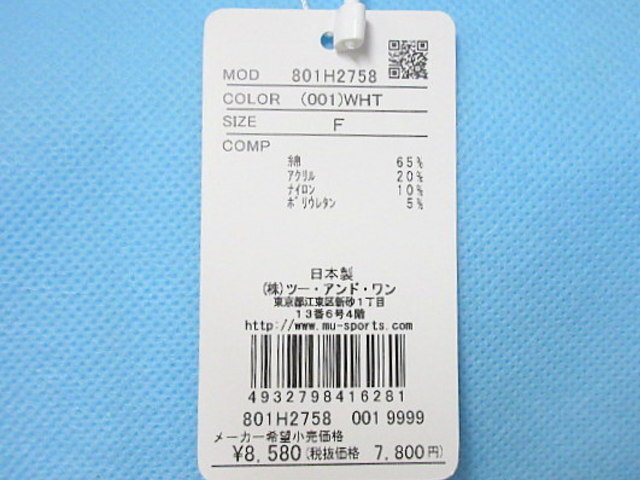 MOD 801H2758
COLOR (001)WHT
SIZE F
COMP
綿 65%
アクリル 20%
ナイロン 10%
ポリウレタン 5%
日本製
(株)ツー・アンド・ワン
東京都江東区新砂1丁目
13番6号4階
http://www.mu-sports.com
4932798416281
801H2758 001 9999
メーカー希望小売価格
¥8,580(税抜価格 7,800円)